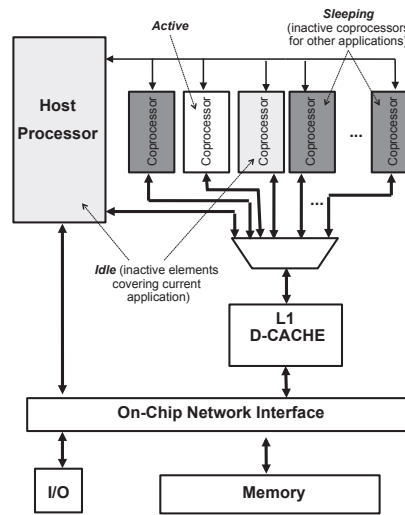 Sleeping
(inactive coprocessors
for other applications)
Active
Host
Processor
Coprocessor
Coprocessor
Coprocessor
Coprocessor
...
Coprocessor
...
Idle (inactive elements
covering current
application)
L1
D-CACHE
On-Chip Network Interface
I/O
Memory